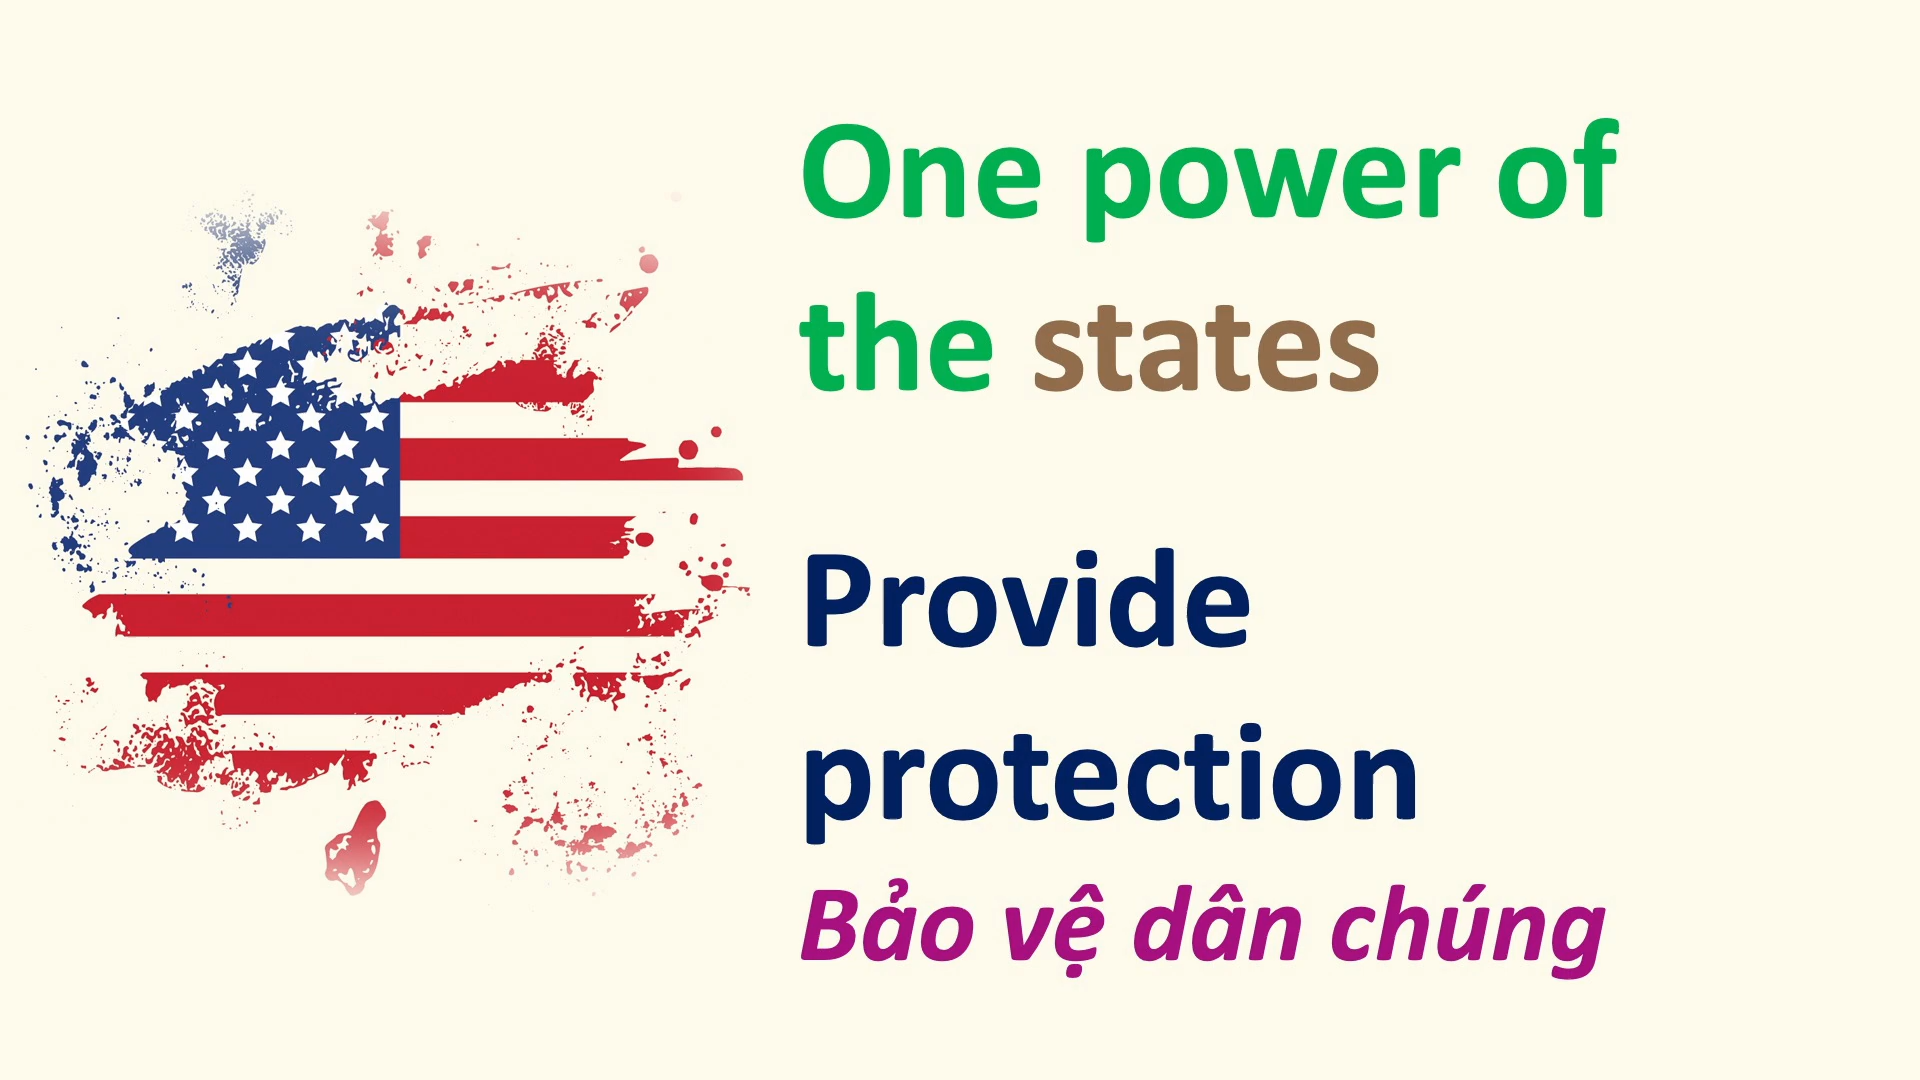 One power of
the states
Provide
protection
Bảo vệ dân chúng